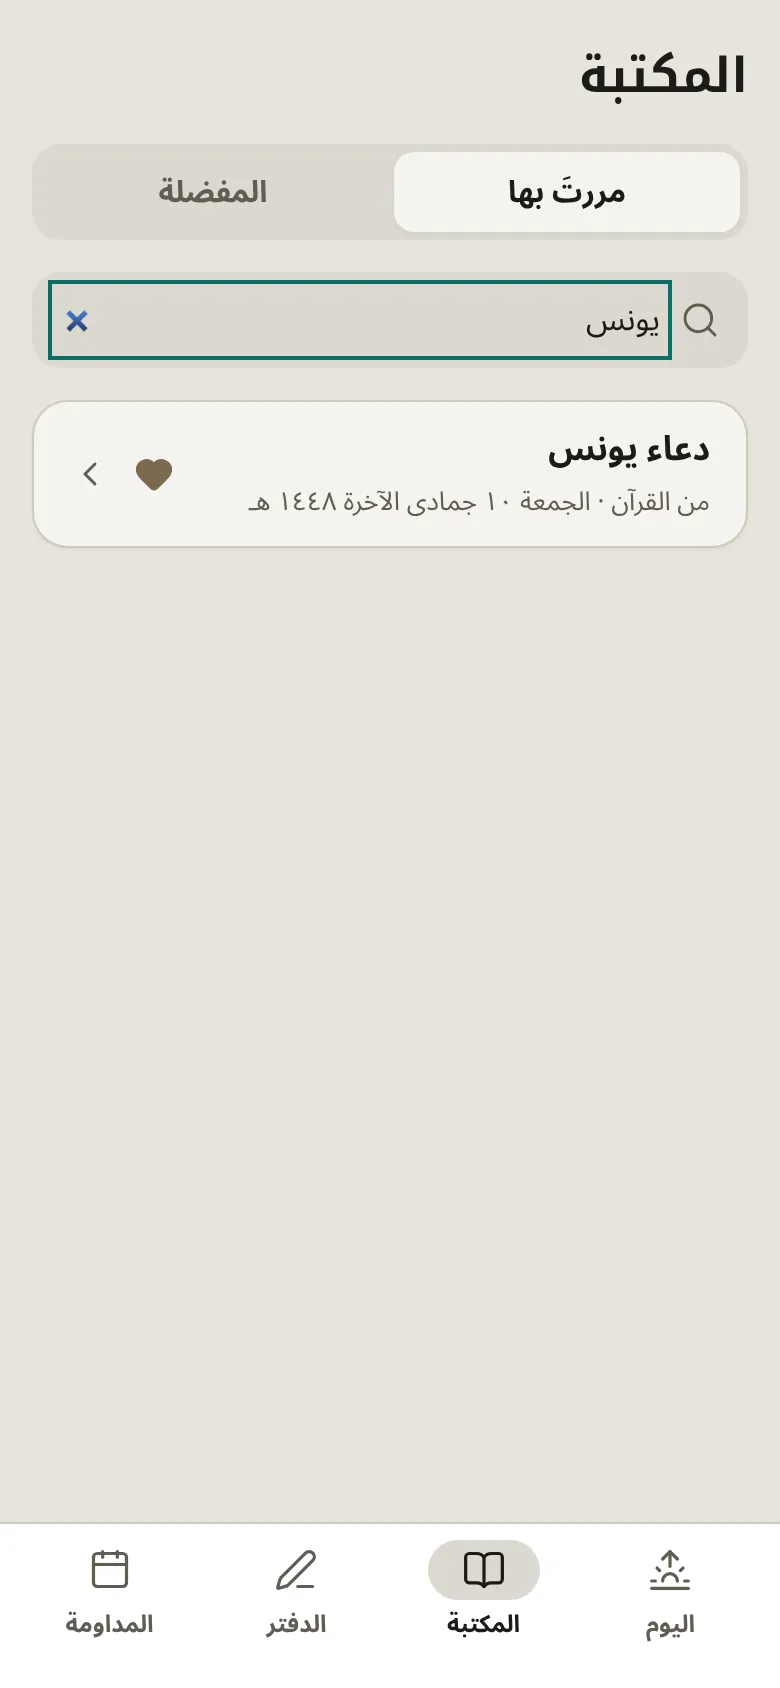 المكتبة
مررتَ بها
المفضلة
يونس
دعاء يونس
من القرآن · الجمعة ١٠ جمادى الآخرة ١٤٤٨ هـ
اليوم
المكتبة
الدفتر
المداومة